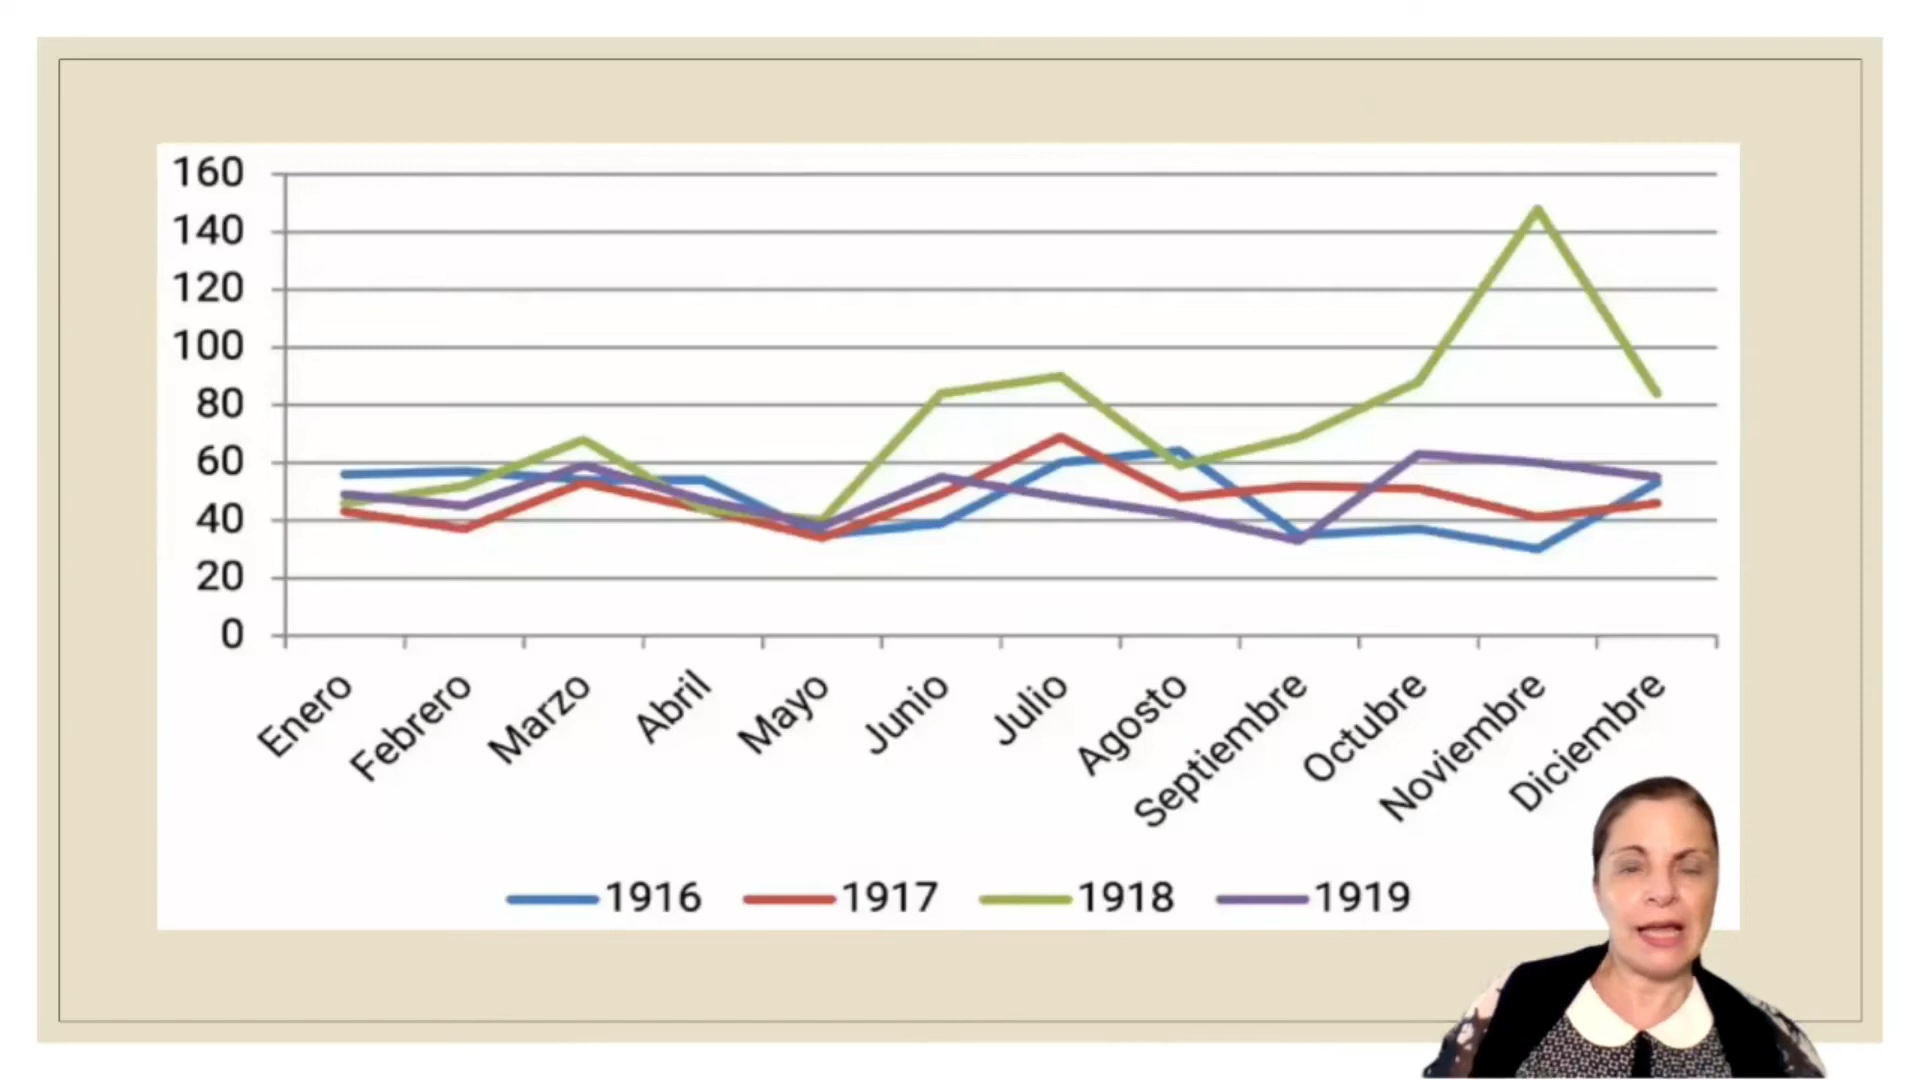 160
140
120
100
80
60
40
20
0
Enero
Febrero
Marzo
Abril
Mayo
Junio
Julio
Agosto
Septiembre
Octubre
Noviembre
Diciembre
1916 1917 1918 1919